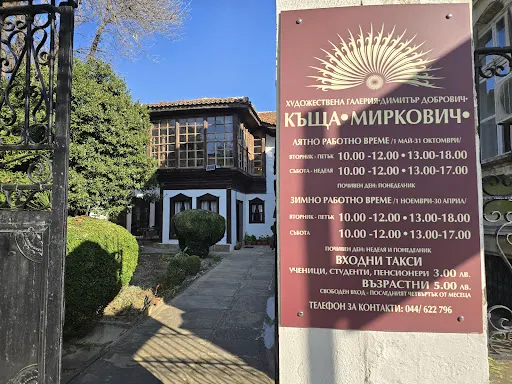 ХУДОЖЕСТВЕНА ГАЛЕРИЯ•ДИМИТЪР ДОБРОВИЧ•
КЪЩА•МИРКОВИЧ•
ЛЯТНО РАБОТНО ВРЕМЕ /1 МАЙ-31 ОКТОМВРИ/
ВТОРНИК - ПЕТЪК 10.00 -12.00 • 13.00-18.00
СЪБОТА - НЕДЕЛЯ 10.00 -12.00 • 13.00-17.00
ПОЧИВЕН ДЕН: ПОНЕДЕЛНИК
ЗИМНО РАБОТНО ВРЕМЕ /1 НОЕМВРИ-30 АПРИЛ/
ВТОРНИК - ПЕТЪК 10.00 -12.00 • 13.00-18.00
СЪБОТА 10.00 -12.00 • 13.00-17.00
ПОЧИВЕН ДЕН: НЕДЕЛЯ И ПОНЕДЕЛНИК
ВХОДНИ ТАКСИ
УЧЕНИЦИ, СТУДЕНТИ, ПЕНСИОНЕРИ 3.00 ЛВ.
ВЪЗРАСТНИ 5.00 ЛВ.
СВОБОДЕН ВХОД - ПОСЛЕДНИЯТ ЧЕТВЪРТЪК ОТ МЕСЕЦА
ТЕЛЕФОН ЗА КОНТАКТИ: 044/ 622 796